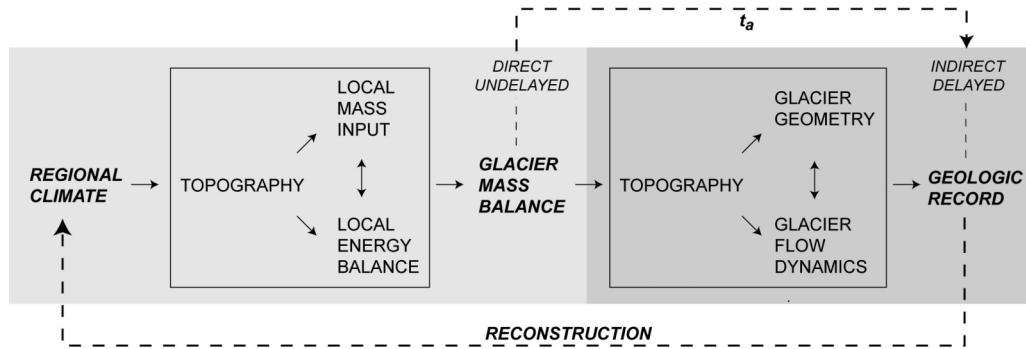 tₐ
DIRECT
UNDELAYED
INDIRECT
DELAYED
REGIONAL
CLIMATE
TOPOGRAPHY
LOCAL
MASS
INPUT
LOCAL
ENERGY
BALANCE
GLACIER
MASS
BALANCE
TOPOGRAPHY
GLACIER
GEOMETRY
GLACIER
FLOW
DYNAMICS
GEOLOGIC
RECORD
RECONSTRUCTION